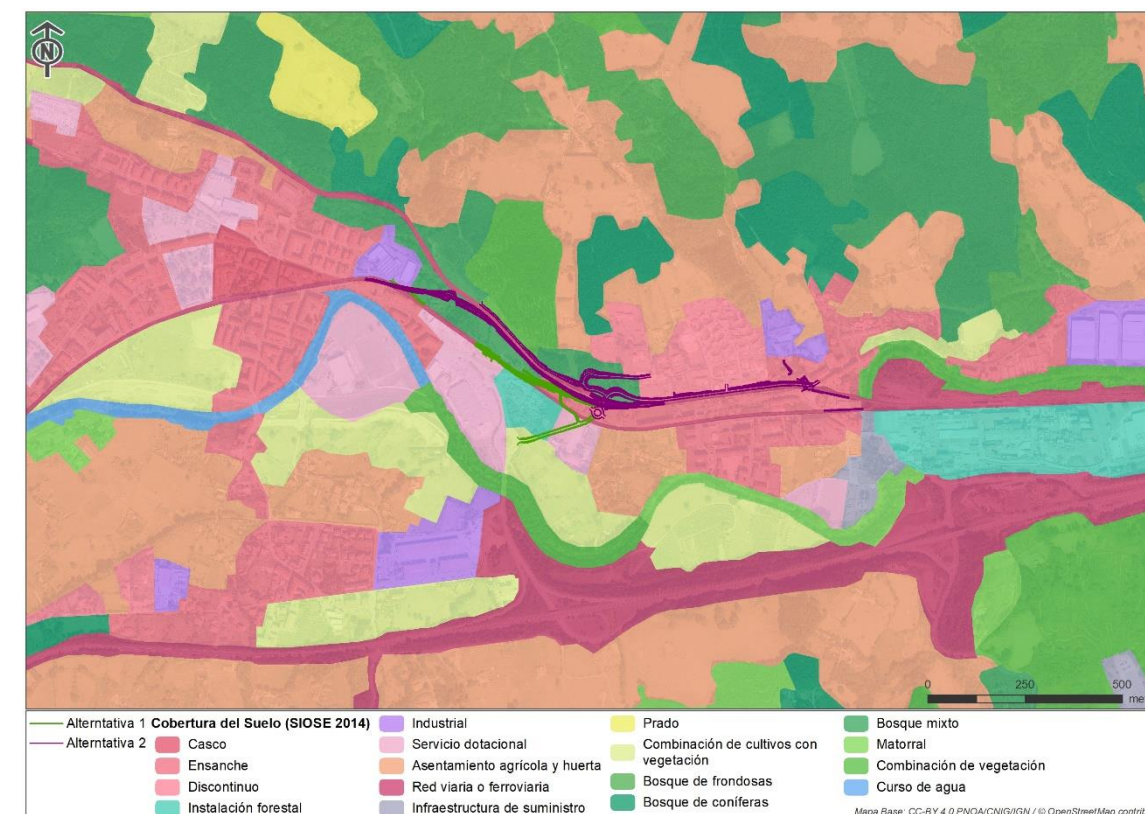 N
0 250 500
me
Alterntativa 1
Alterntativa 2
Cobertura del Suelo (SIOSE 2014)
Casco
Ensanche
Discontinuo
Instalación forestal
Industrial
Servicio dotacional
Asentamiento agrícola y huerta
Red viaria o ferroviaria
Infraestructura de suministro
Prado
Combinación de cultivos con
vegetación
Bosque de frondosas
Bosque de coníferas
Bosque mixto
Matorral
Combinación de vegetación
Curso de agua
Mapa Base: CC-BY 4.0 PNOA/CNIG/IGN / © OpenStreetMap contrib